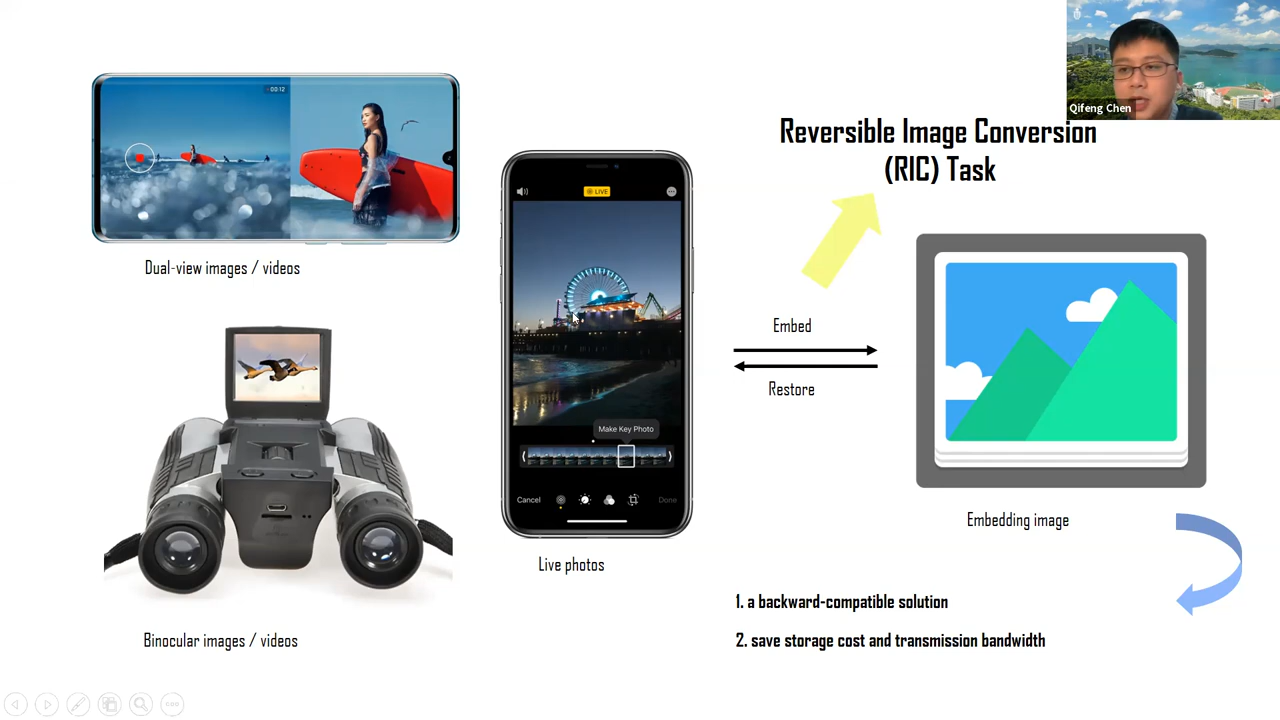 Qifeng Chen
Reversible Image Conversion
(RIC) Task
00:12
Dual-view images / videos
LIVE
Make Key Photo
Cancel
Done
Live photos
Binocular images / videos
Embed
Restore
Embedding image
1. a backward-compatible solution
2. save storage cost and transmission bandwidth